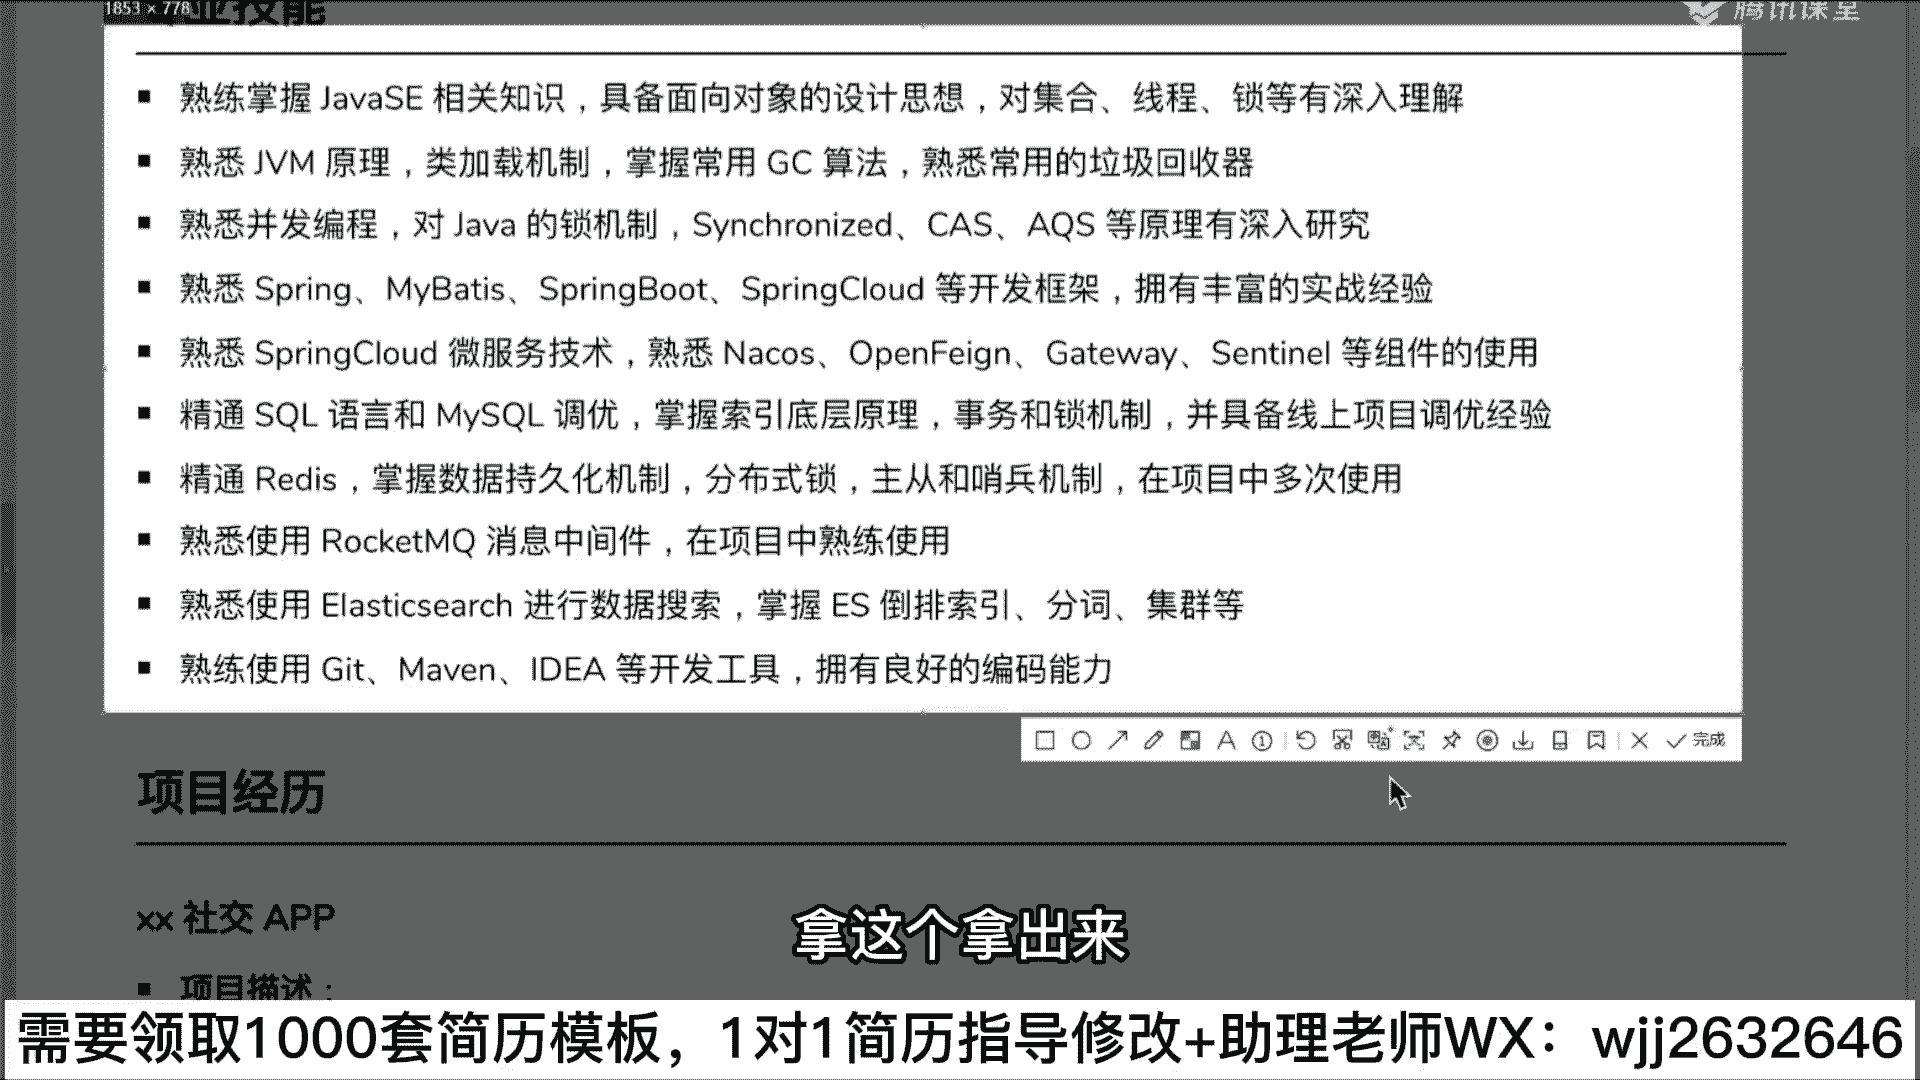 1853 × 778
专业技能
腾讯课堂
▪ 熟练掌握 JavaSE 相关知识，具备面向对象的设计思想，对集合、线程、锁等有深入理解
▪ 熟悉 JVM 原理，类加载机制，掌握常用 GC 算法，熟悉常用的垃圾回收器
▪ 熟悉并发编程，对 Java 的锁机制，Synchronized、CAS、AQS 等原理有深入研究
▪ 熟悉 Spring、MyBatis、SpringBoot、SpringCloud 等开发框架，拥有丰富的实战经验
▪ 熟悉 SpringCloud 微服务技术，熟悉 Nacos、OpenFeign、Gateway、Sentinel 等组件的使用
▪ 精通 SQL 语言和 MySQL 调优，掌握索引底层原理，事务和锁机制，并具备线上项目调优经验
▪ 精通 Redis，掌握数据持久化机制，分布式锁，主从和哨兵机制，在项目中多次使用
▪ 熟悉使用 RocketMQ 消息中间件，在项目中熟练使用
▪ 熟悉使用 Elasticsearch 进行数据搜索，掌握 ES 倒排索引、分词、集群等
▪ 熟练使用 Git、Maven、IDEA 等开发工具，拥有良好的编码能力
完成
项目经历
xx 社交 APP
拿这个拿出来
▪ 项目描述：
需要领取1000套简历模板，1对1简历指导修改+助理老师WX：wjj2632646